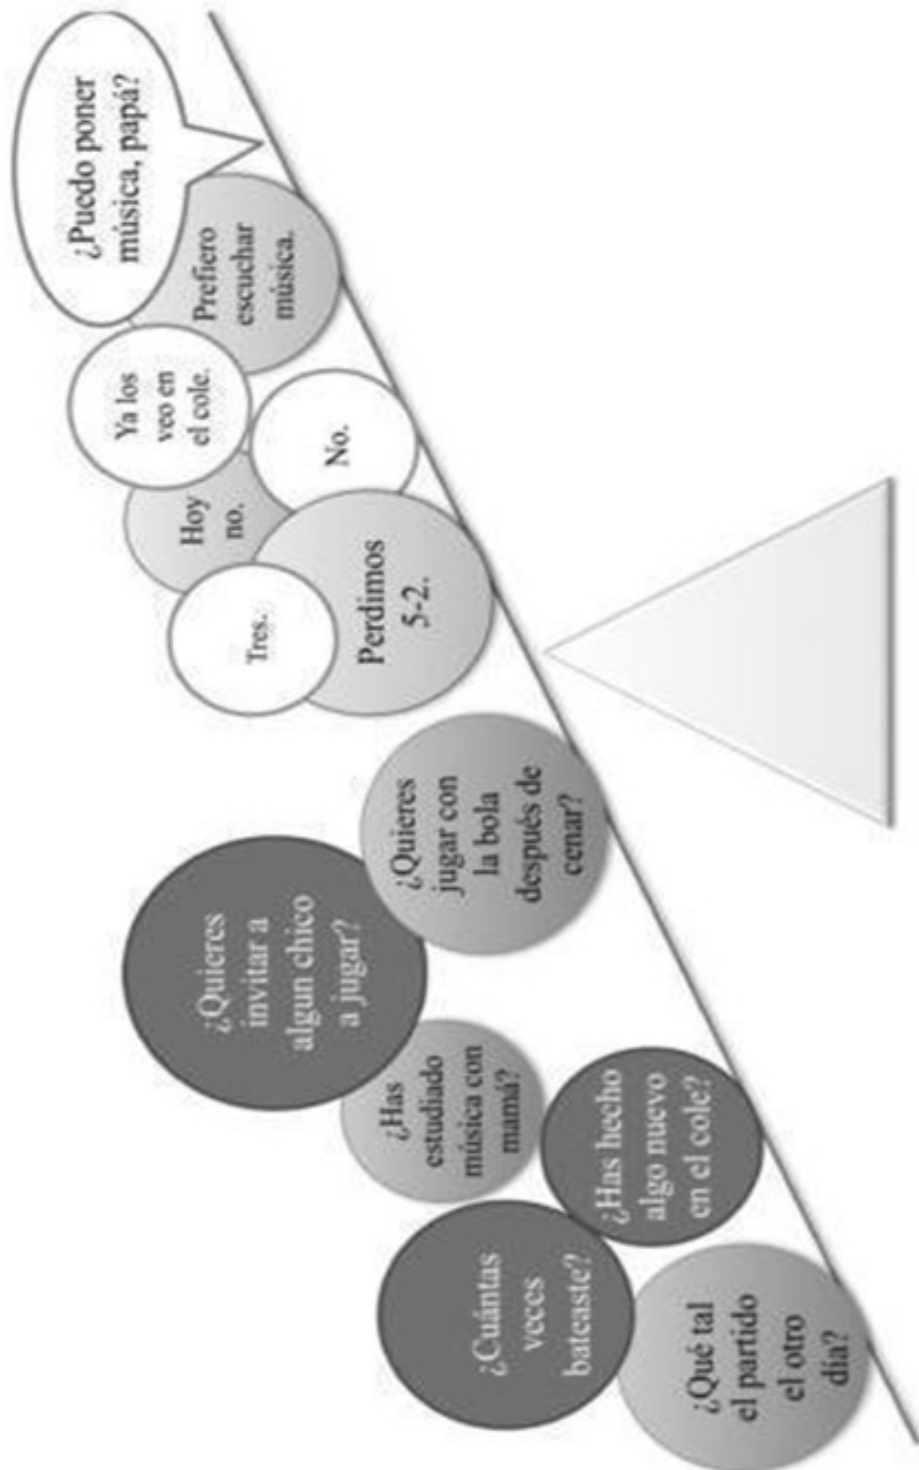 ¿Qué tal
el partido
el otro
día?
¿Cuántas
veces
bateaste?
¿Has hecho
algo nuevo
en el cole?
¿Has
estudiado
música con
mamá?
¿Quieres
invitar a
algun chico
a jugar?
¿Quieres
jugar con
la bola
después de
cenar?
Perdimos
5-2.
Tres.
No.
Hoy
no.
Ya los
veo en
el cole.
Prefiero
escuchar
música.
¿Puedo poner
música, papá?